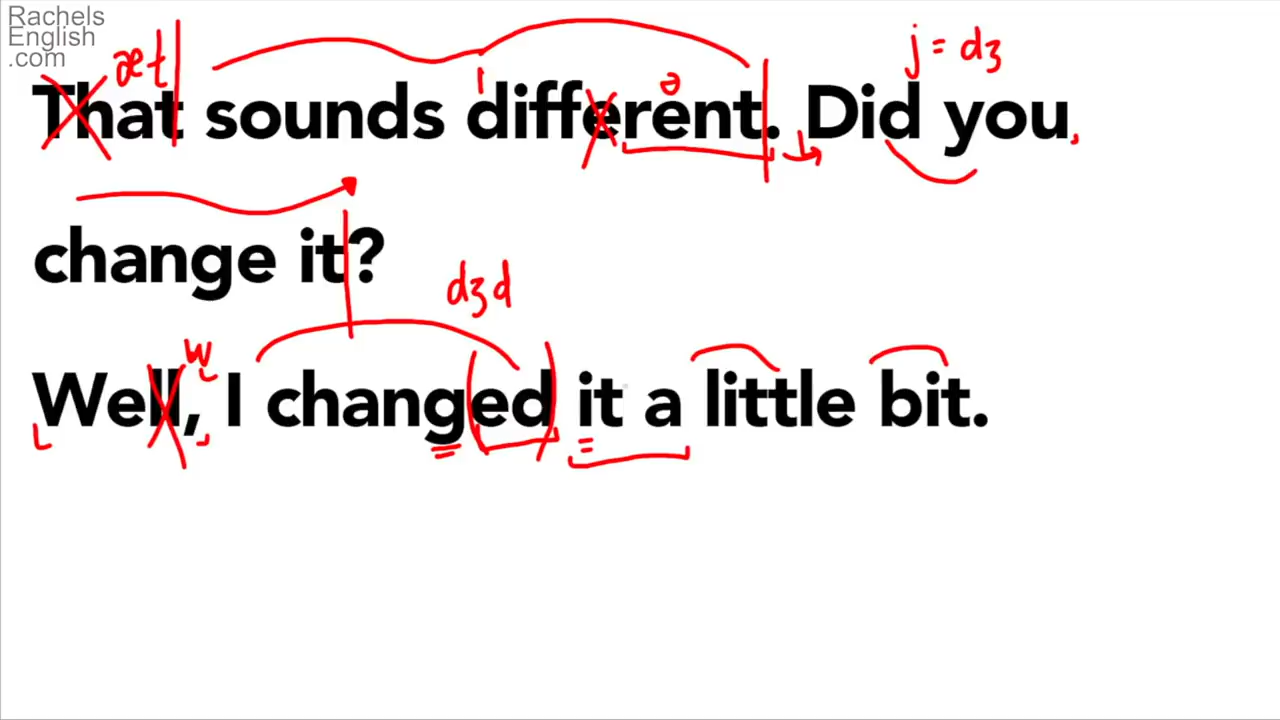 Rachels
English
.com
æt
j = dʒ
ə
That sounds different. Did you
change it?
dʒd
w
Well, I changed it a little bit.